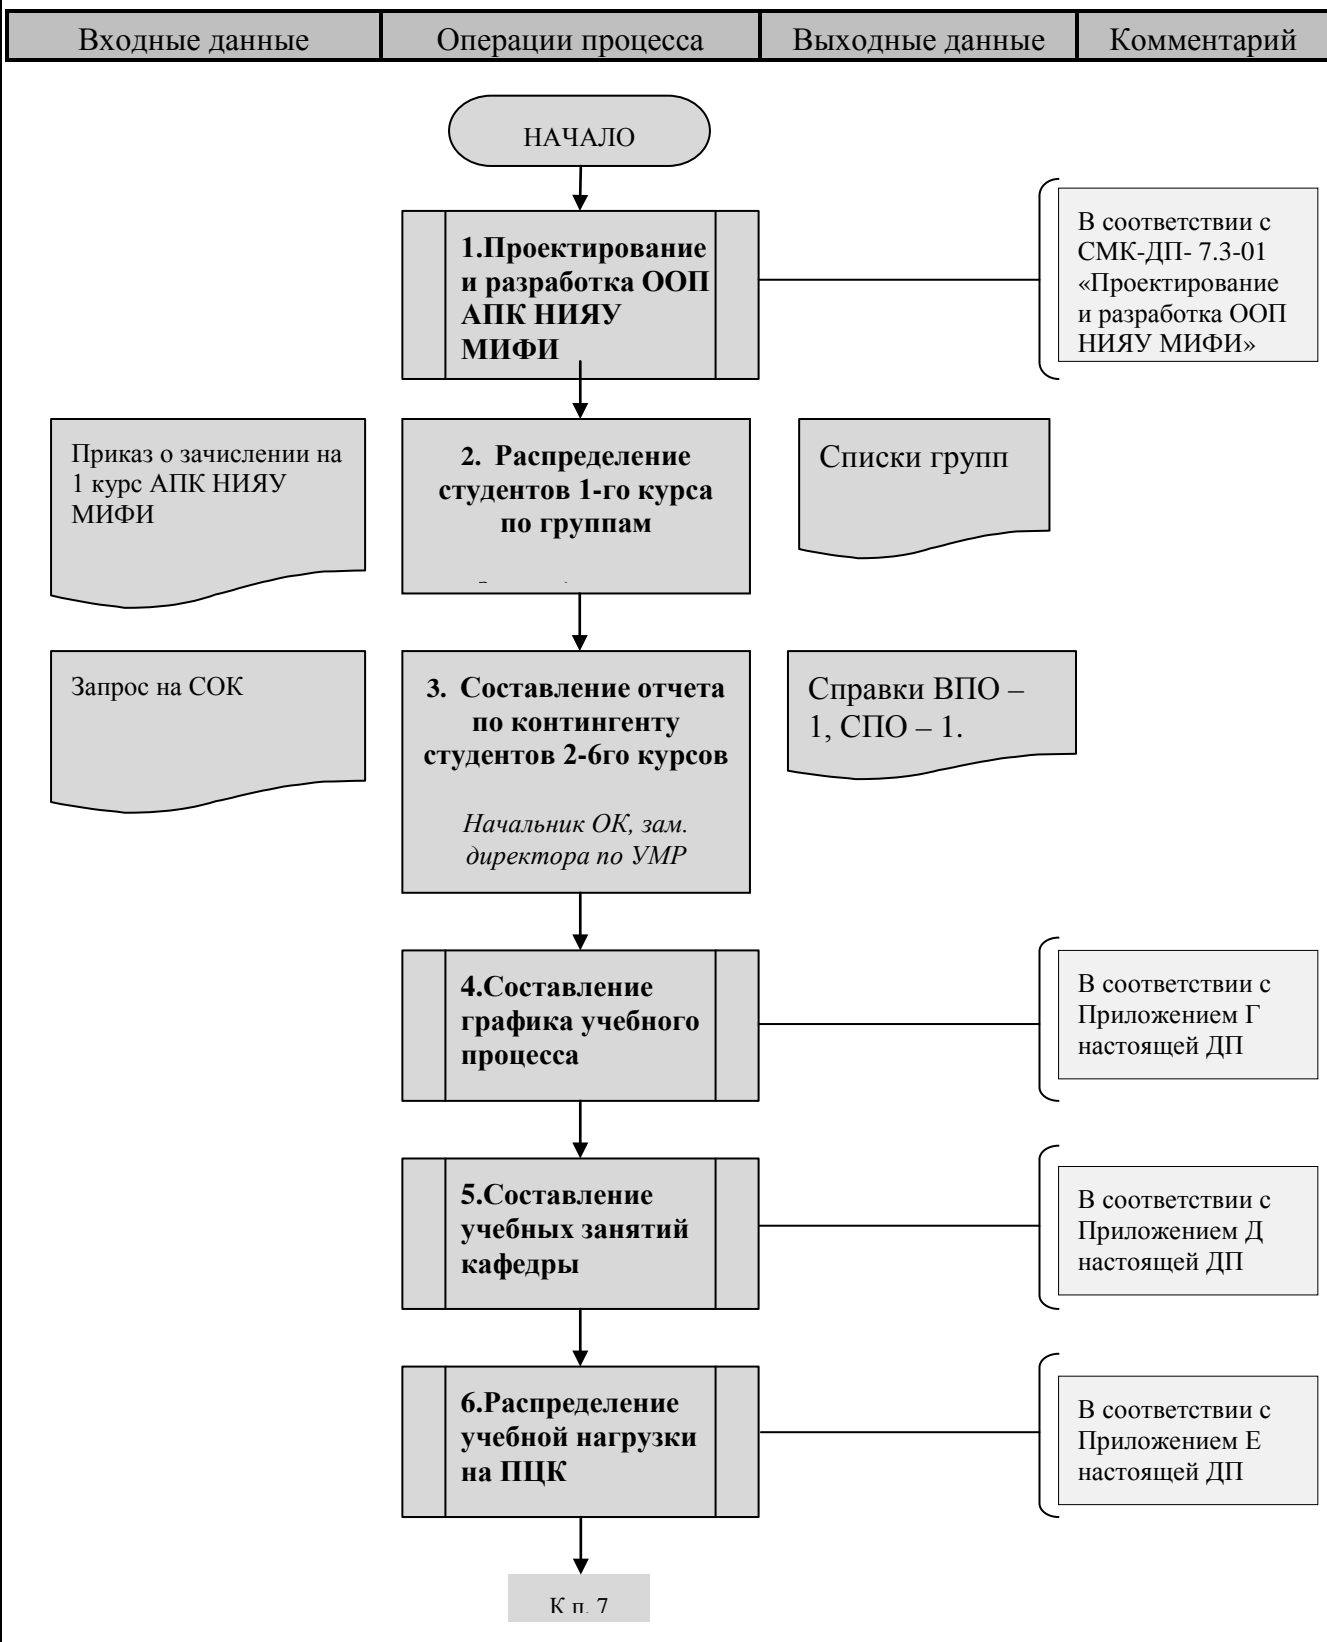 Входные данные
Операции процесса
Выходные данные
Комментарий
НАЧАЛО
1.Проектирование
и разработка ООП
АПК НИЯУ
МИФИ
В соответствии с
СМК-ДП- 7.3-01
«Проектирование
и разработка ООП
НИЯУ МИФИ»
Приказ о зачислении на
1 курс АПК НИЯУ
МИФИ
2. Распределение
студентов 1-го курса
по группам
Списки групп
Запрос на СОК
3. Составление отчета
по контингенту
студентов 2-6го курсов
Начальник ОК, зам.
директора по УМР
Справки ВПО –
1, СПО – 1.
4.Составление
графика учебного
процесса
В соответствии с
Приложением Г
настоящей ДП
5.Составление
учебных занятий
кафедры
В соответствии с
Приложением Д
настоящей ДП
6.Распределение
учебной нагрузки
на ПЦК
В соответствии с
Приложением Е
настоящей ДП
К п. 7